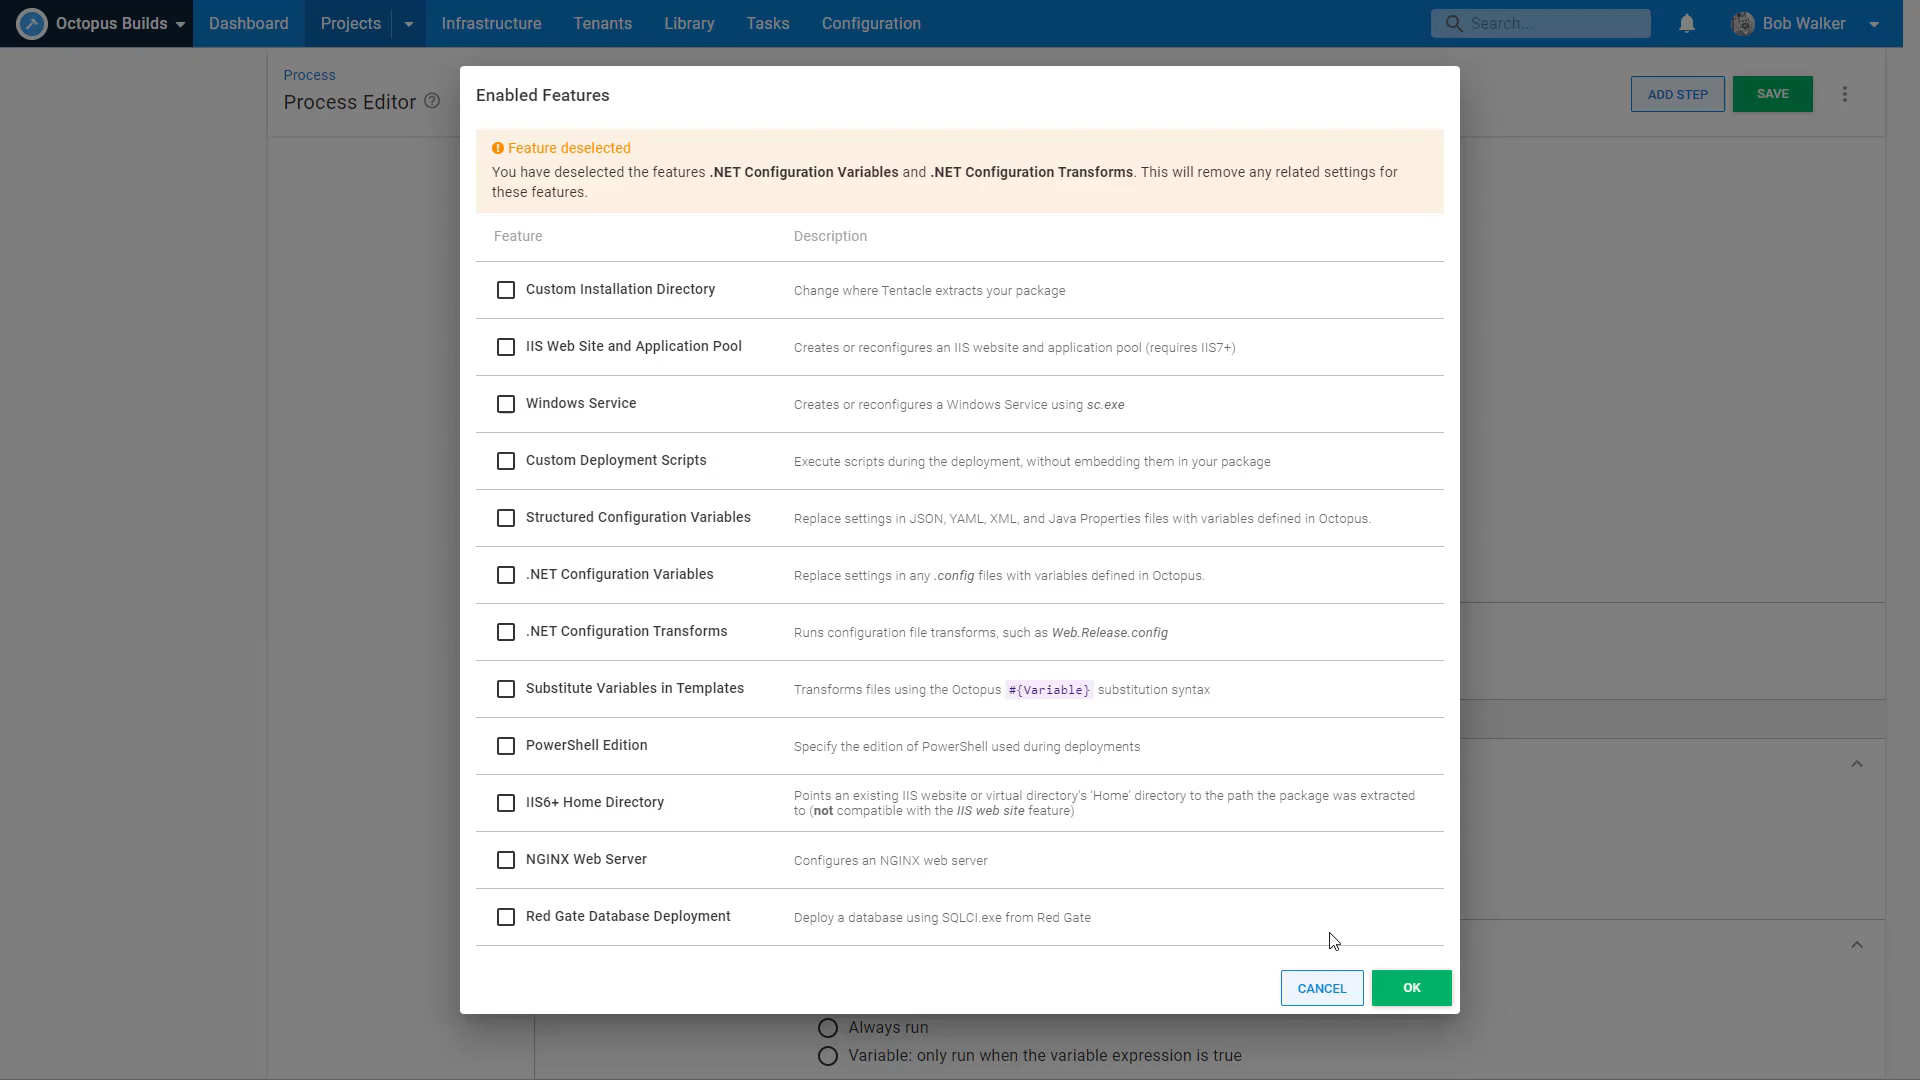 Octopus Builds
Dashboard
Projects
Infrastructure
Tenants
Library
Tasks
Configuration
Search...
Bob Walker
Process
Process Editor
ADD STEP
SAVE
Enabled Features
Feature deselected
You have deselected the features .NET Configuration Variables and .NET Configuration Transforms. This will remove any related settings for
these features.
Feature
Description
Custom Installation Directory
Change where Tentacle extracts your package
IIS Web Site and Application Pool
Creates or reconfigures an IIS website and application pool (requires IIS7+)
Windows Service
Creates or reconfigures a Windows Service using sc.exe
Custom Deployment Scripts
Execute scripts during the deployment, without embedding them in your package
Structured Configuration Variables
Replace settings in JSON, YAML, XML, and Java Properties files with variables defined in Octopus.
.NET Configuration Variables
Replace settings in any .config files with variables defined in Octopus.
.NET Configuration Transforms
Runs configuration file transforms, such as Web.Release.config
Substitute Variables in Templates
Transforms files using the Octopus #{Variable} substitution syntax
PowerShell Edition
Specify the edition of PowerShell used during deployments
IIS6+ Home Directory
Points an existing IIS website or virtual directory's 'Home' directory to the path the package was extracted
to (not compatible with the IIS web site feature)
NGINX Web Server
Configures an NGINX web server
Red Gate Database Deployment
Deploy a database using SQLCI.exe from Red Gate
CANCEL
OK
Always run
Variable: only run when the variable expression is true